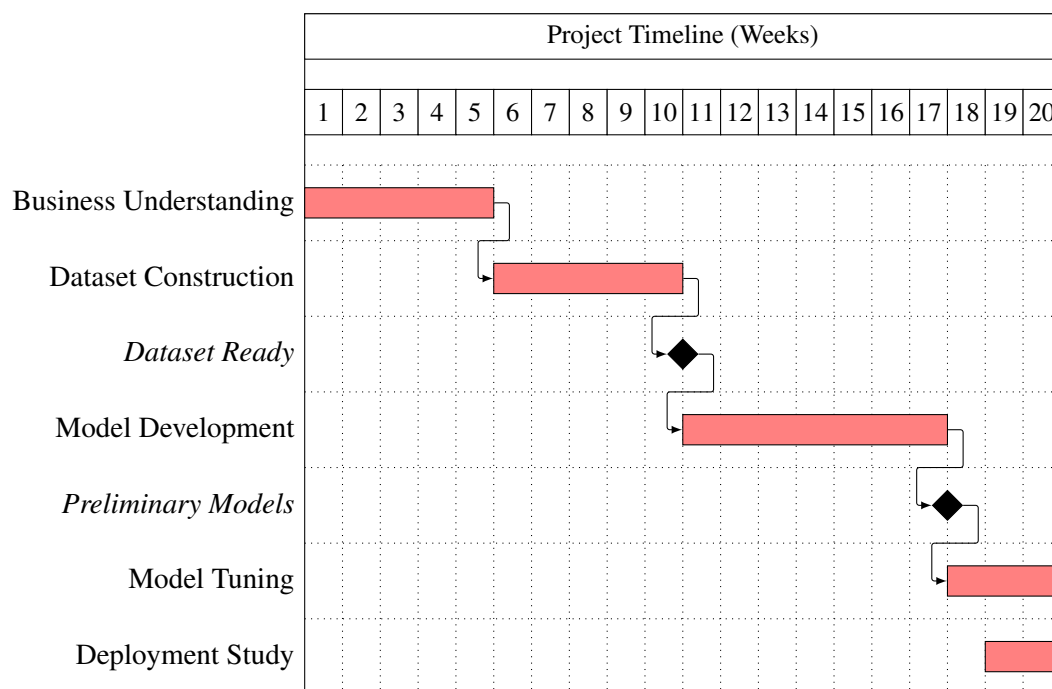 Project Timeline (Weeks)
1 2 3 4 5 6 7 8 9 10 11 12 13 14 15 16 17 18 19 20
Business Understanding
Dataset Construction
Dataset Ready
Model Development
Preliminary Models
Model Tuning
Deployment Study